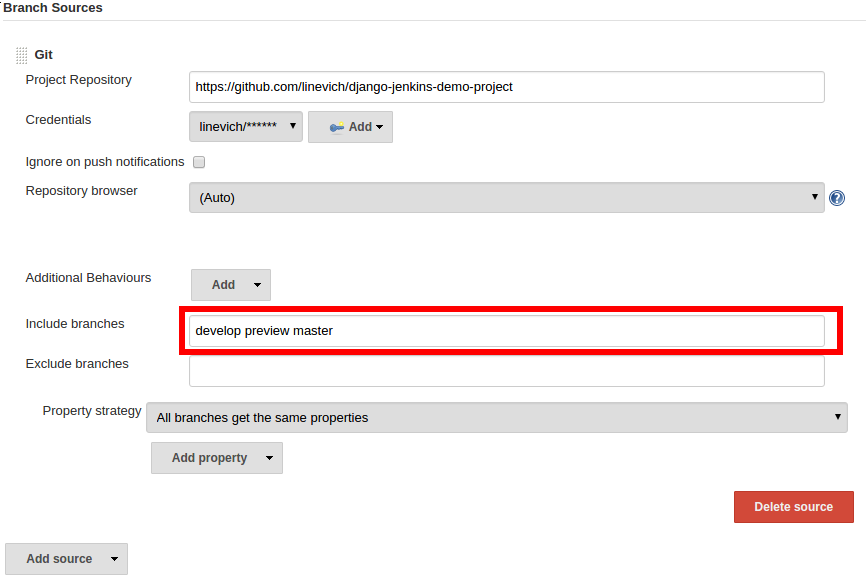 Branch Sources
Git
Project Repository
https://github.com/linevich/django-jenkins-demo-project
Credentials
linevich/******
Add
Ignore on push notifications
Repository browser
(Auto)
?
Additional Behaviours
Add
Include branches
develop preview master
Exclude branches
Property strategy
All branches get the same properties
Add property
Delete source
Add source